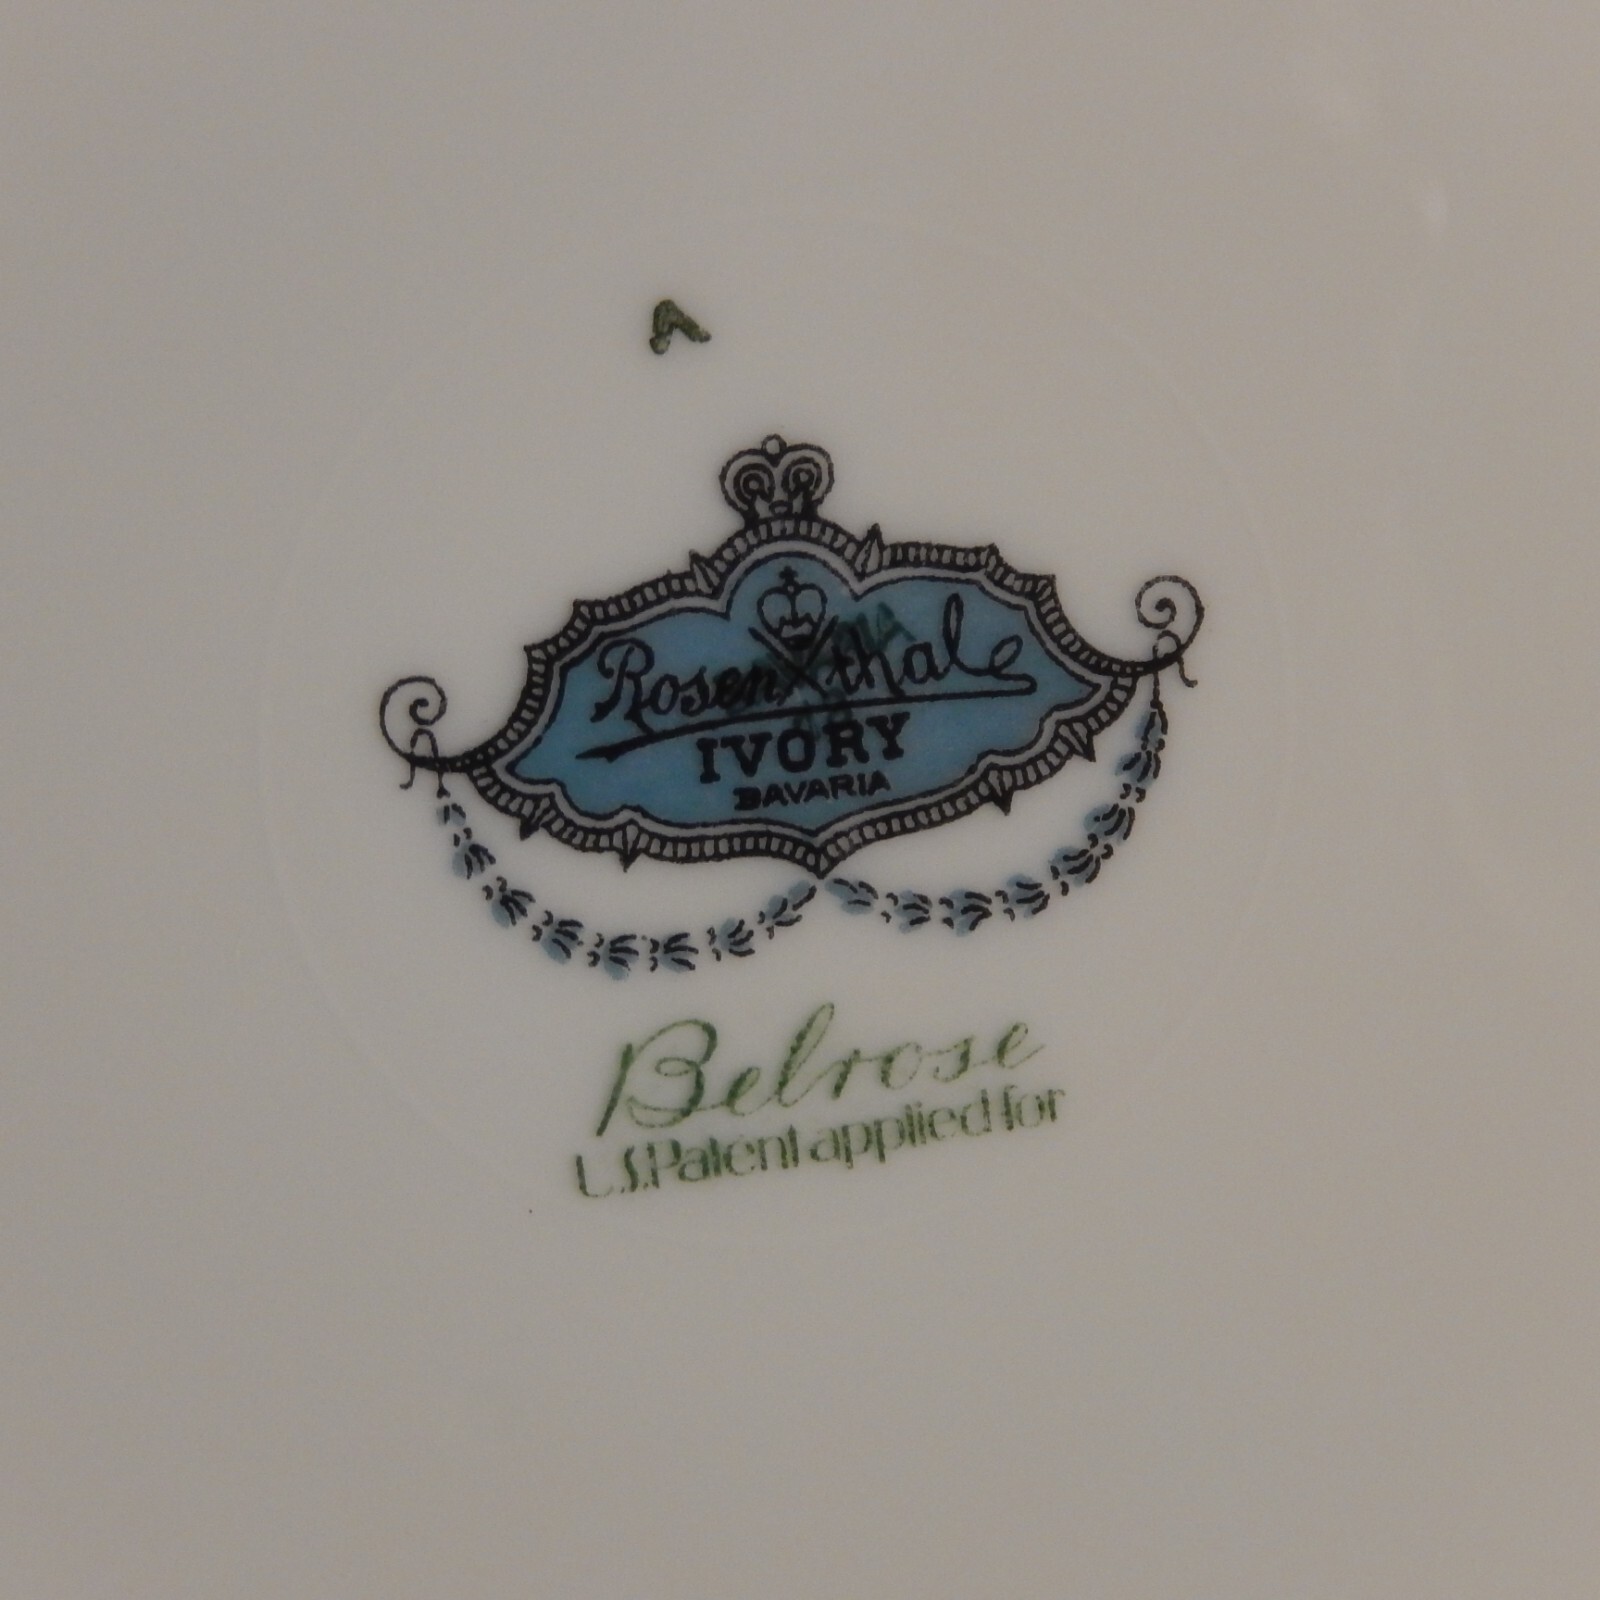 A
Rosenthal
IVORY
BAVARIA
Belrose
U.S.Patent applied for